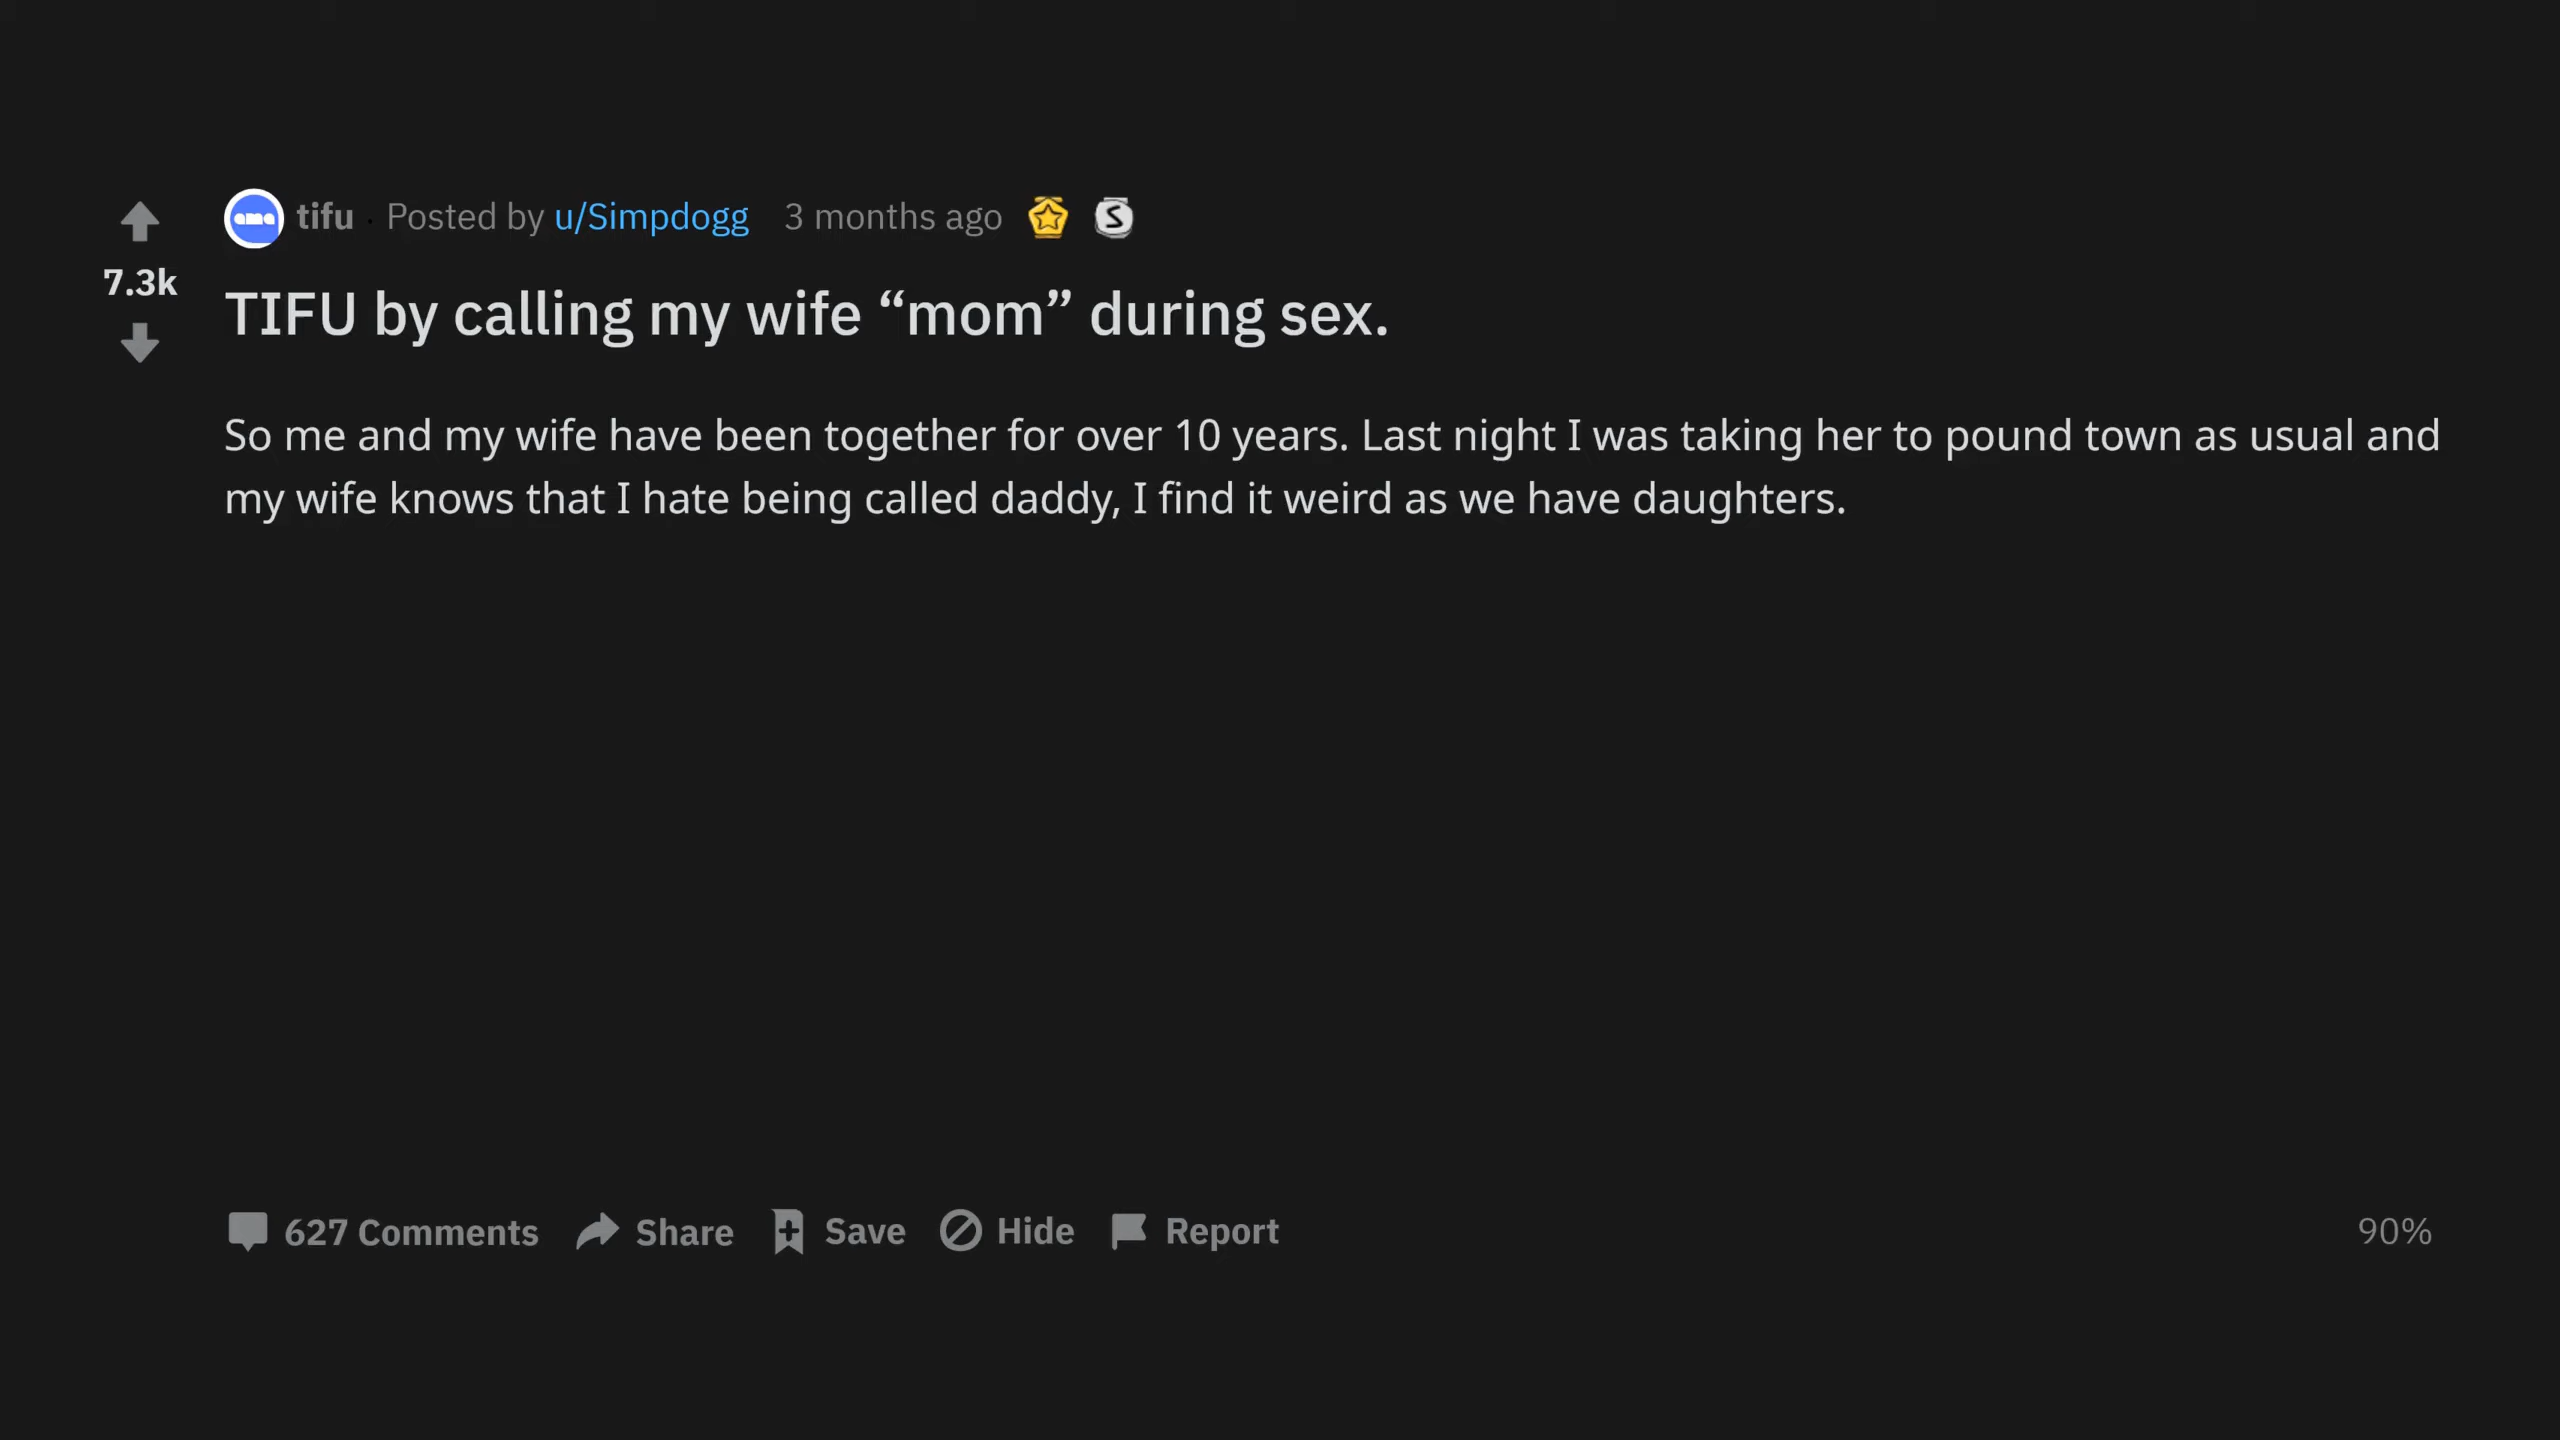 tifu · Posted by u/Simpdogg 3 months ago
7.3k
TIFU by calling my wife “mom” during sex.
So me and my wife have been together for over 10 years. Last night I was taking her to pound town as usual and
my wife knows that I hate being called daddy, I find it weird as we have daughters.
627 Comments Share Save Hide Report 90%